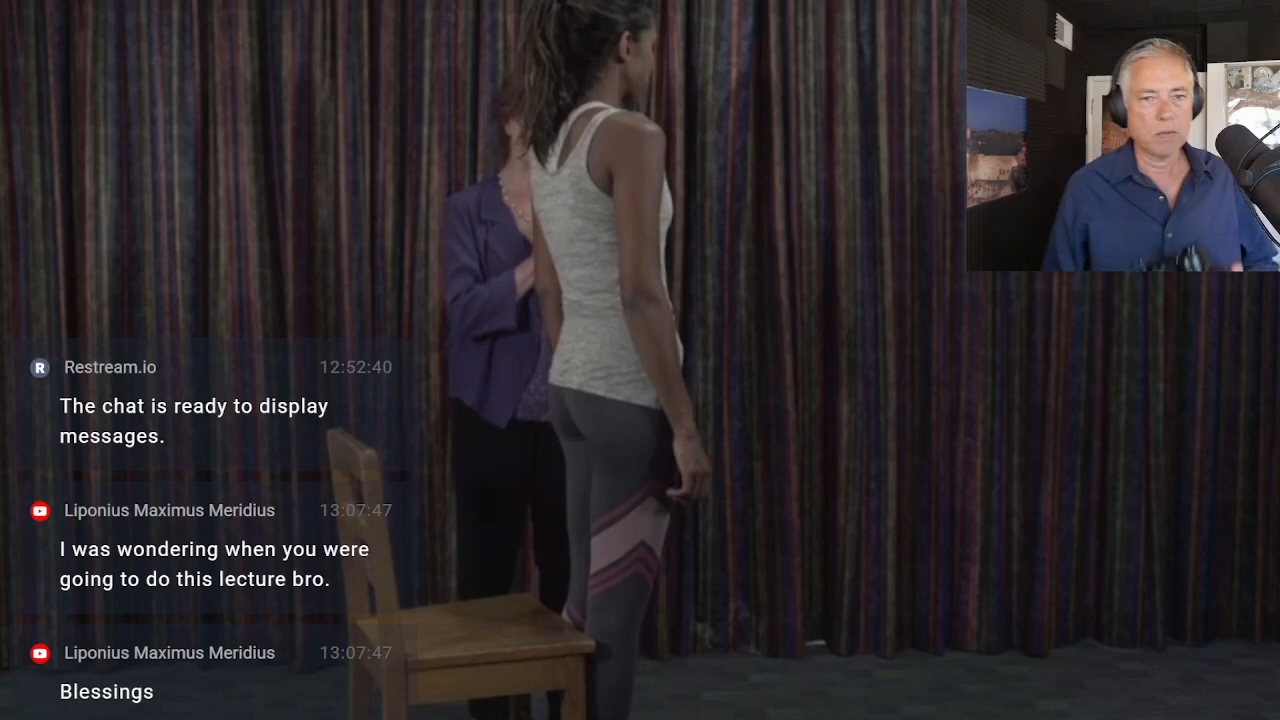 R Restream.io 12:52:40
The chat is ready to display
messages.
Liponius Maximus Meridius 13:07:47
I was wondering when you were
going to do this lecture bro.
Liponius Maximus Meridius 13:07:47
Blessings